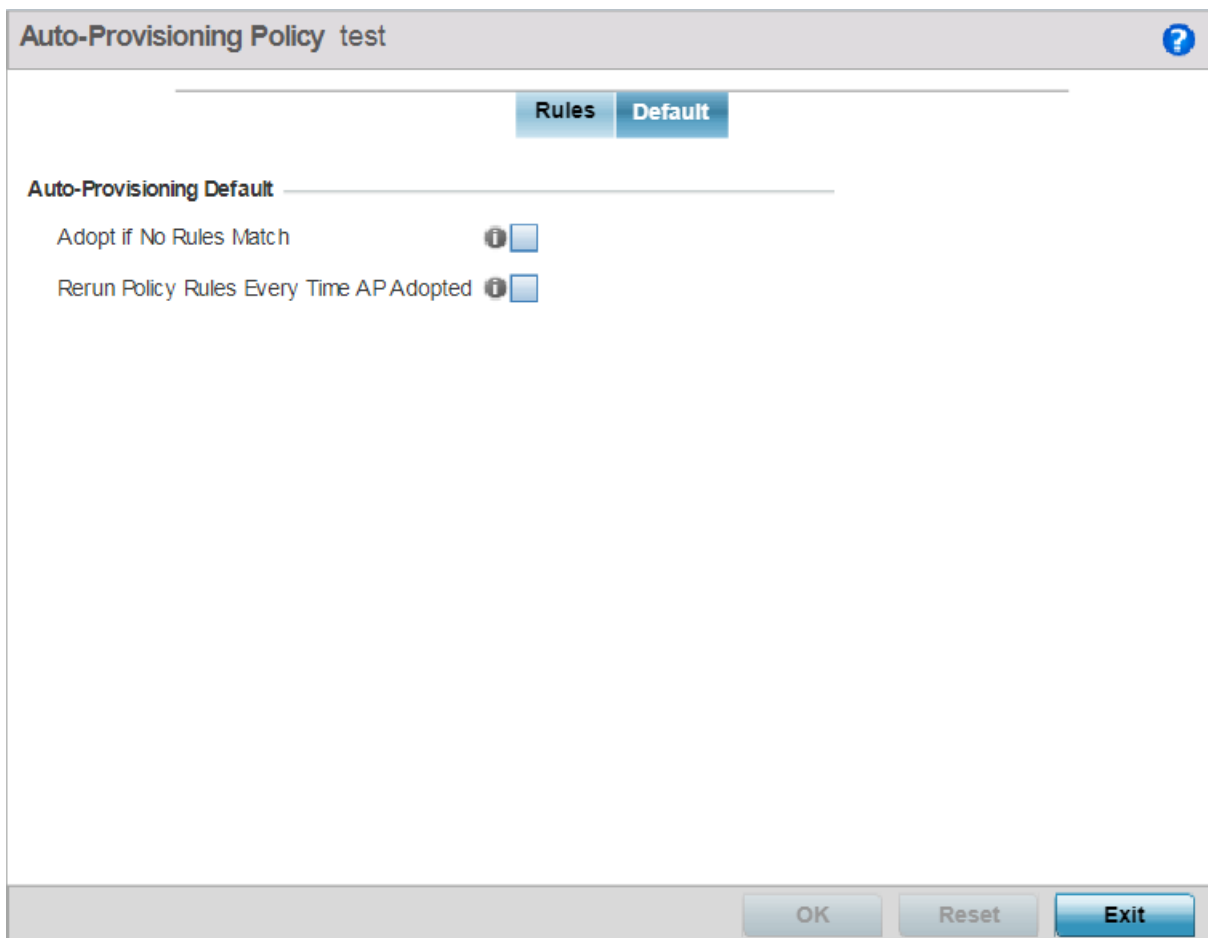 Auto-Provisioning Policy test
?
Rules Default
Auto-Provisioning Default
Adopt if No Rules Match
Rerun Policy Rules Every Time AP Adopted
OK Reset Exit